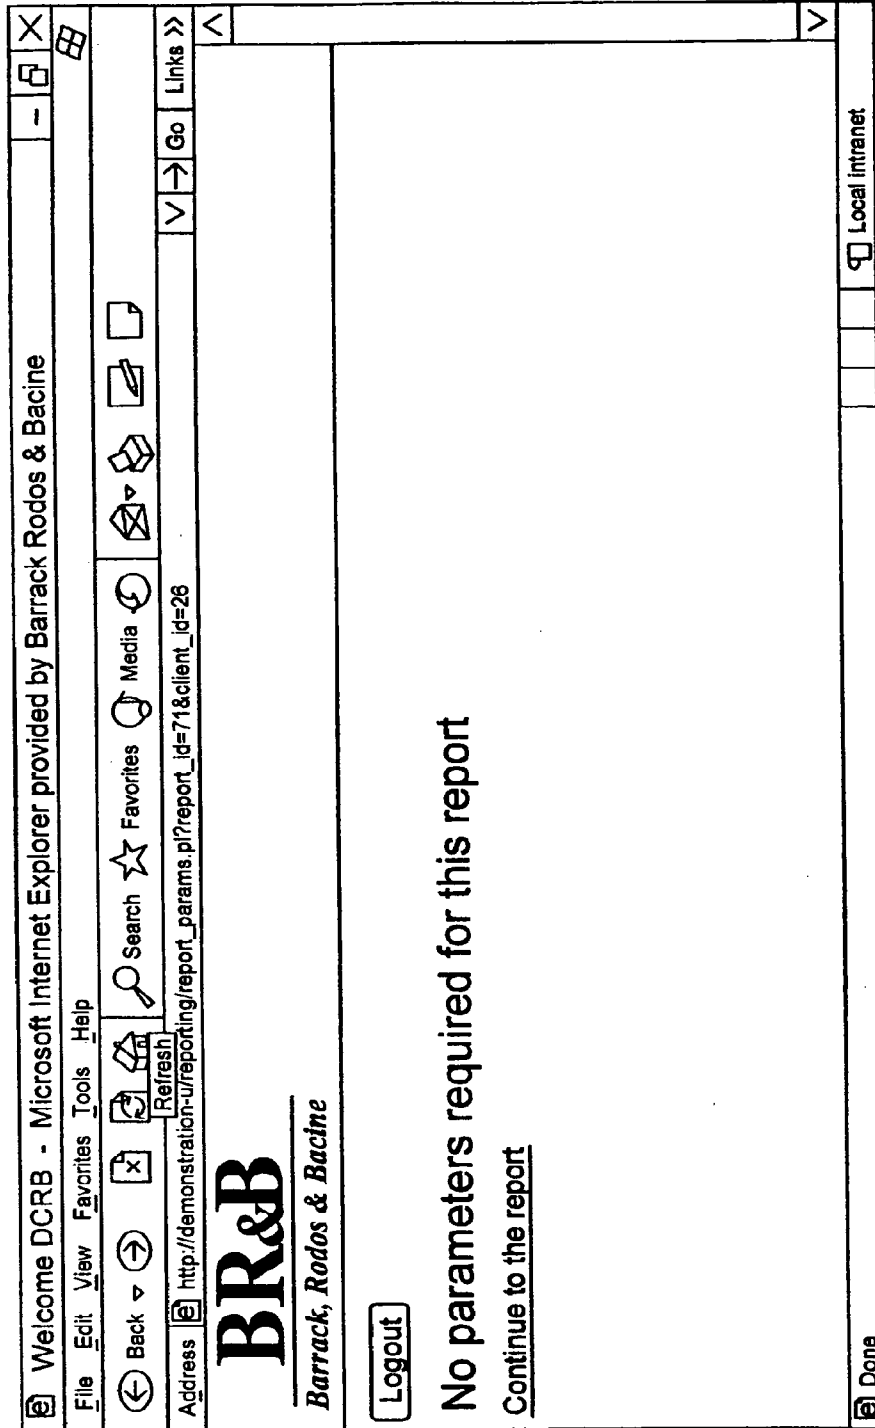 Welcome DCRB - Microsoft Internet Explorer provided by Barrack Rodos & Bacine
File Edit View Favorites Tools Help
Back Search Favorites Media
Refresh
Address http://demonstration-u/reporting/report_params.pl?report_id=71&client_id=26 Go Links »
BR&B
Barrack, Rodos & Bacine
Logout
No parameters required for this report
Continue to the report
Done Local intranet